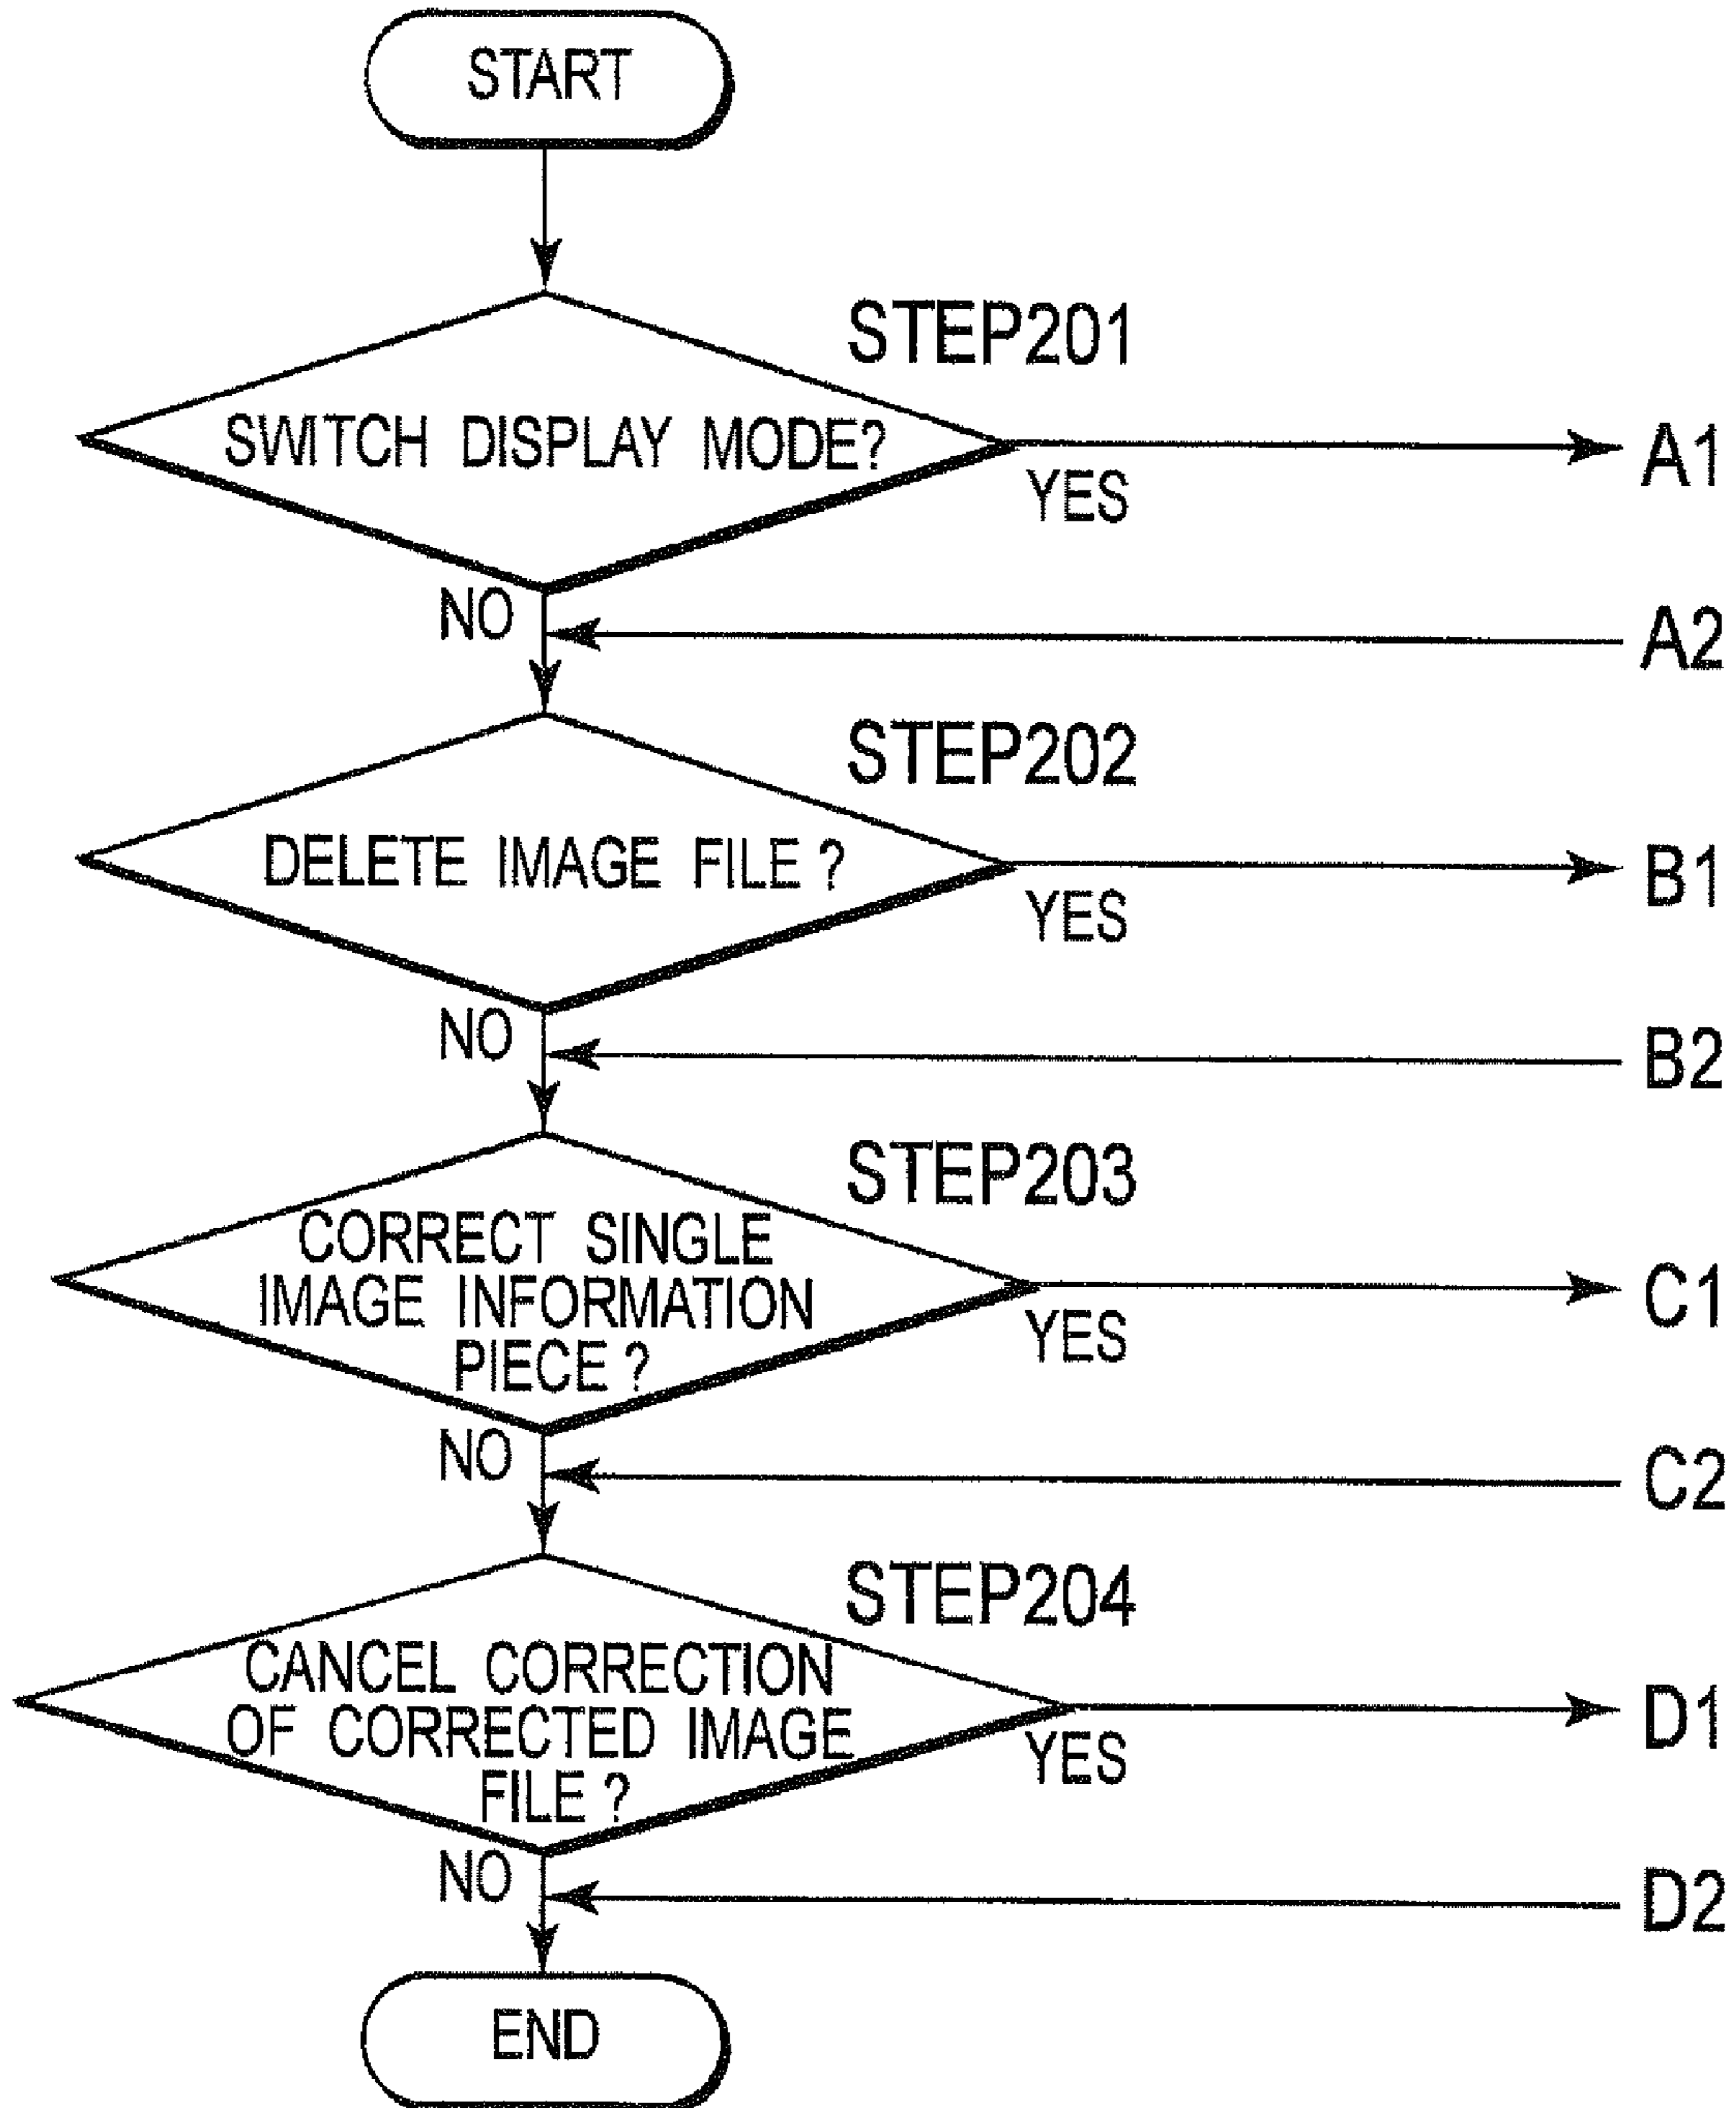 START
STEP201
SWITCH DISPLAY MODE?
A1
YES
NO
A2
STEP202
DELETE IMAGE FILE ?
B1
YES
NO
B2
STEP203
CORRECT SINGLE
IMAGE INFORMATION
PIECE ?
C1
YES
NO
C2
STEP204
CANCEL CORRECTION
OF CORRECTED IMAGE
FILE ?
D1
YES
NO
D2
END